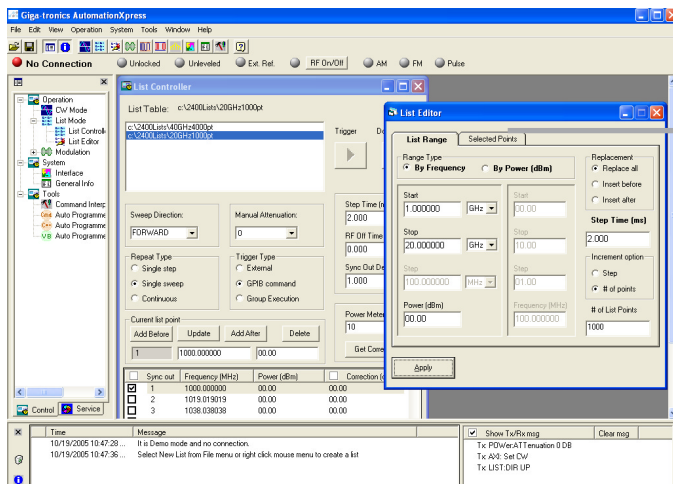 Giga-tronics AutomationXpress
File Edit View Operation System Tools Window Help
No Connection Unlocked Unleveled Ext. Ref. RF On/Off AM FM Pulse
Operation
CW Mode
List Mode
List Controll
List Editor
Modulation
System
Interface
General Info
Tools
Command Interp
Cmd Auto Programme
C++ Auto Programme
VB Auto Programme
Control Service
List Controller
List Table: c:\2400Lists\20GHz1000pt
c:\2400Lists\40GHz4000pt
c:\2400Lists\20GHz1000pt
Trigger
Sweep Direction: Manual Attenuation:
FORWARD 0
Step Time (m
2.000
RF Off Time
0.000
Sync Out De
1.000
Repeat Type
Single step
Single sweep
Continuous
Trigger Type
External
GPIB command
Group Execution
Current list point
Add Before Update Add After Delete
1 1000.000000 00.00
Power Meter
10
Get Corre
Sync out Frequency (MHz) Power (dBm) Correction (
1 1000.000000 00.00 00.00
2 1019.019019 00.00 00.00
3 1038.038038 00.00 00.00
List Editor
List Range Selected Points
Range Type
By Frequency By Power (dBm)
Start
1.000000 GHz
Stop
20.000000 GHz
Step
100.000000 MHz
Power (dBm)
00.00
Start
00.00
Stop
10.00
Step
01.00
Frequency (MHz)
100.000000
Replacement
Replace all
Insert before
Insert after
Step Time (ms)
2.000
Increment option
Step
# of points
# of List Points
1000
Apply
Time Message
10/19/2005 10:47:28 ... It is Demo mode and no connection.
10/19/2005 10:47:36 ... Select New List from File menu or right click mouse menu to create a list
Show Tx/Rx msg Clear msg
Tx: POWer:ATTenuation 0 DB
Tx: AXI: Set CW
Tx: LIST:DIR UP